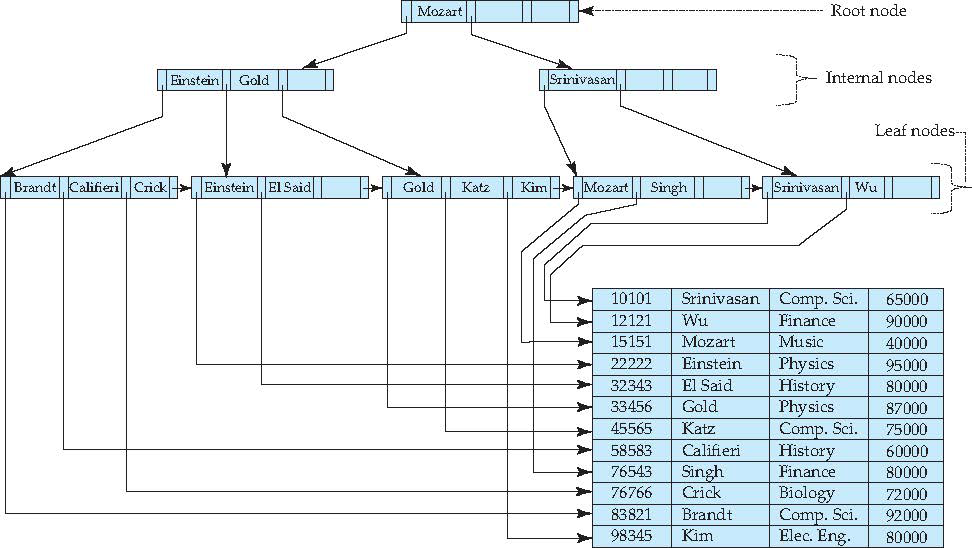 Mozart
Root node
Einstein Gold
Srinivasan
Internal nodes
Leaf nodes
Brandt Califieri Crick
Einstein El Said
Gold Katz Kim
Mozart Singh
Srinivasan Wu
10101 Srinivasan Comp. Sci. 65000
12121 Wu Finance 90000
15151 Mozart Music 40000
22222 Einstein Physics 95000
32343 El Said History 80000
33456 Gold Physics 87000
45565 Katz Comp. Sci. 75000
58583 Califieri History 60000
76543 Singh Finance 80000
76766 Crick Biology 72000
83821 Brandt Comp. Sci. 92000
98345 Kim Elec. Eng. 80000